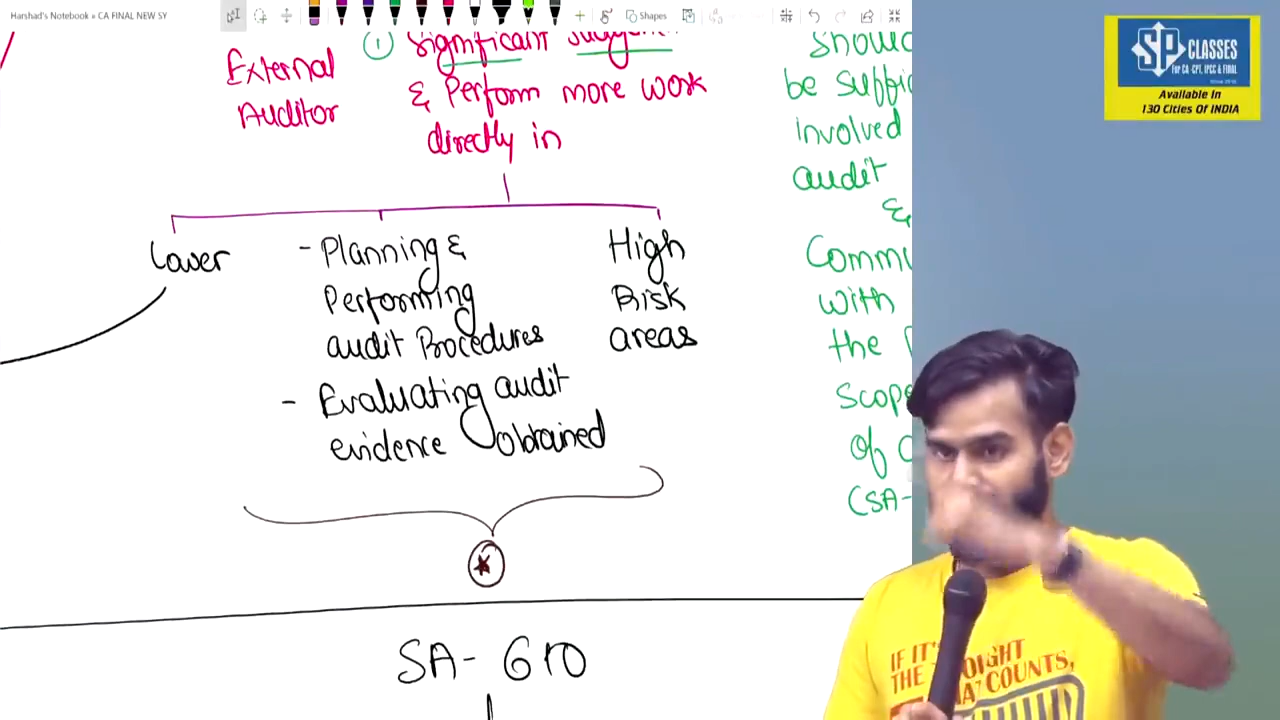 Harshad's Notebook » CA FINAL NEW SY
Shapes
SP CLASSES
For CA-CPT, IPCC & FINAL
Available In
130 Cities Of INDIA
External
Auditor
① Significant
& Perform more work
directly in
Lower
- Planning &
Performing
audit Procedures
- Evaluating audit
evidence obtained
High
Risk
areas
Should
be suffic
involved
audit
&
Commu
with
the
Scope
of
(SA-
SA- 610
IF IT'S
THE
COUNTS,